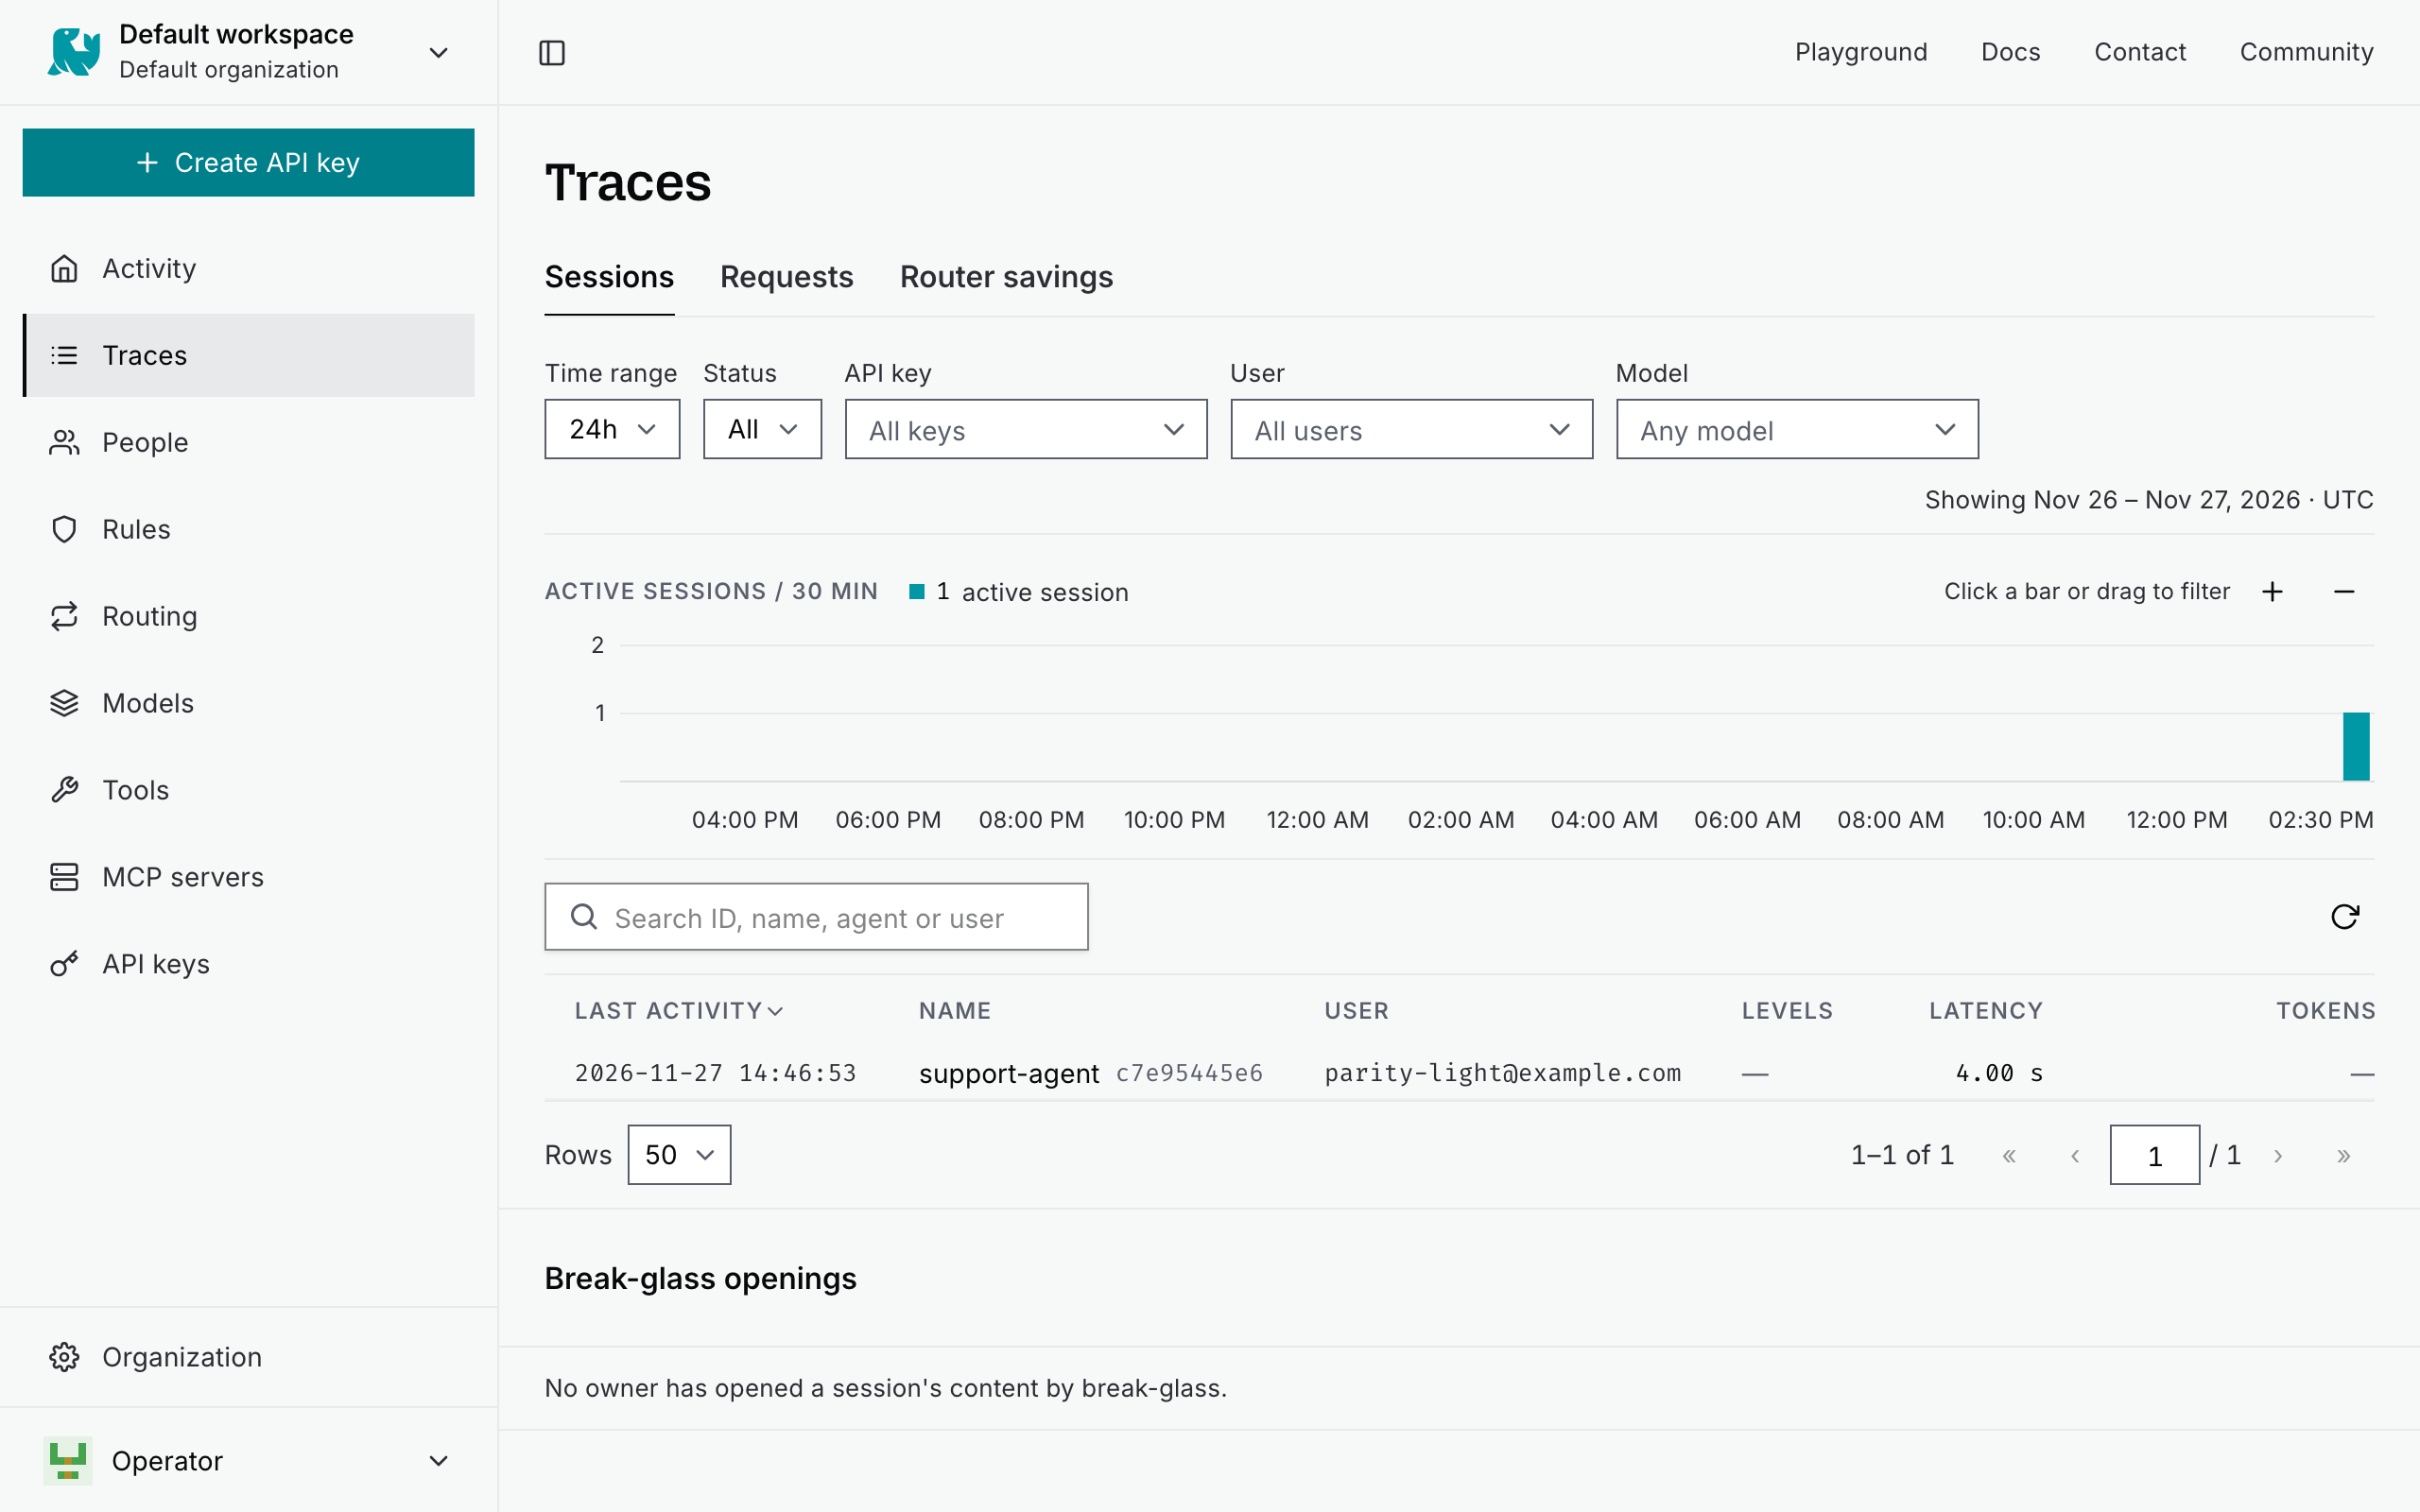 Default workspace
Default organization
Playground Docs Contact Community
Create API key
Activity
Traces
People
Rules
Routing
Models
Tools
MCP servers
API keys
Organization
Operator
Traces
Sessions Requests Router savings
Time range Status API key User Model
24h All All keys All users Any model
Showing Nov 26 – Nov 27, 2026 · UTC
ACTIVE SESSIONS / 30 MIN 1 active session Click a bar or drag to filter + −
2
1
04:00 PM 06:00 PM 08:00 PM 10:00 PM 12:00 AM 02:00 AM 04:00 AM 06:00 AM 08:00 AM 10:00 AM 12:00 PM 02:30 PM
Search ID, name, agent or user
LAST ACTIVITY NAME USER LEVELS LATENCY TOKENS
2026-11-27 14:46:53 support-agent c7e95445e6 parity-light@example.com — 4.00 s —
Rows 50 1–1 of 1 « ‹ 1 / 1 › »
Break-glass openings
No owner has opened a session's content by break-glass.